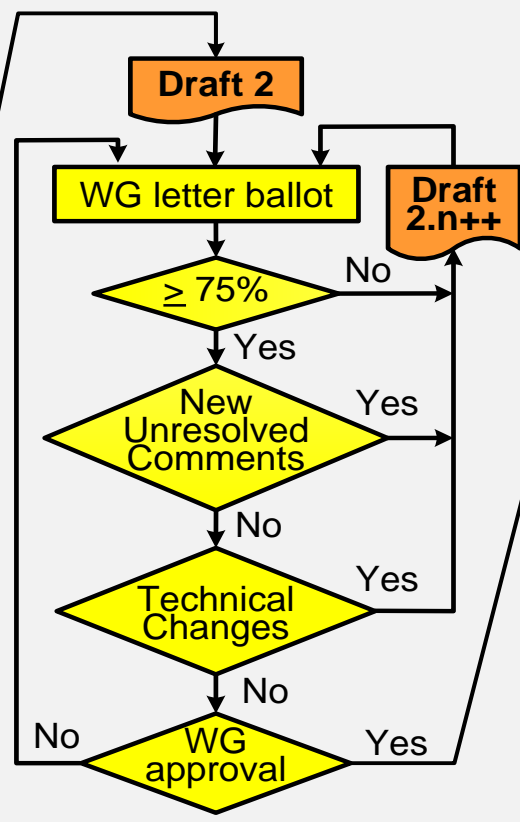 Draft 2
WG letter ballot
Draft
2.n++
≥ 75%
No
Yes
New
Unresolved
Comments
Yes
No
Technical
Changes
Yes
No
No
WG
approval
Yes